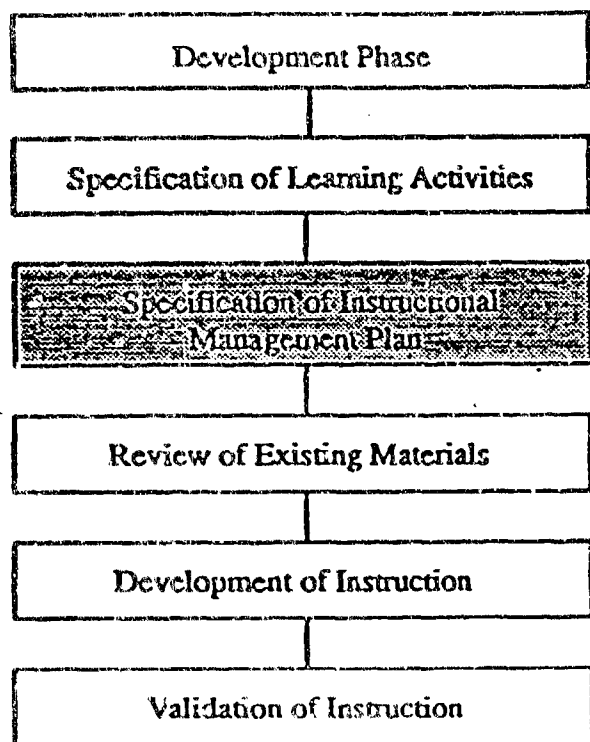 Development Phase
Specification of Learning Activities
Specification of Instructional
Management Plan
Review of Existing Materials
Development of Instruction
Validation of Instruction